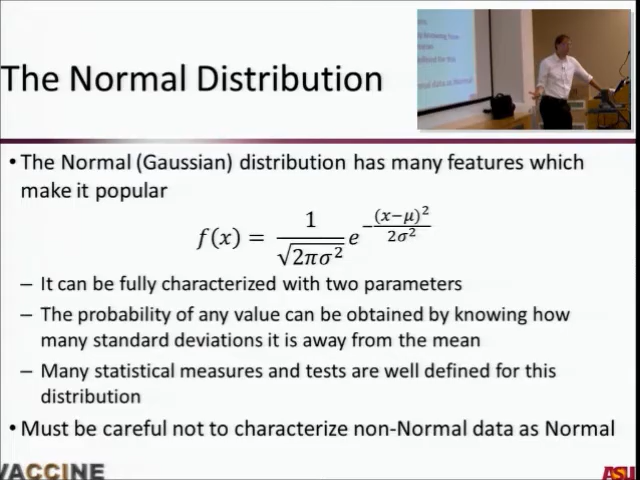 The Normal Distribution
• The Normal (Gaussian) distribution has many features which
make it popular
f(x) = 1/√(2πσ²) e^(−(x−μ)²/(2σ²))
– It can be fully characterized with two parameters
– The probability of any value can be obtained by knowing how
many standard deviations it is away from the mean
– Many statistical measures and tests are well defined for this
distribution
• Must be careful not to characterize non-Normal data as Normal
VACCINE
ASU